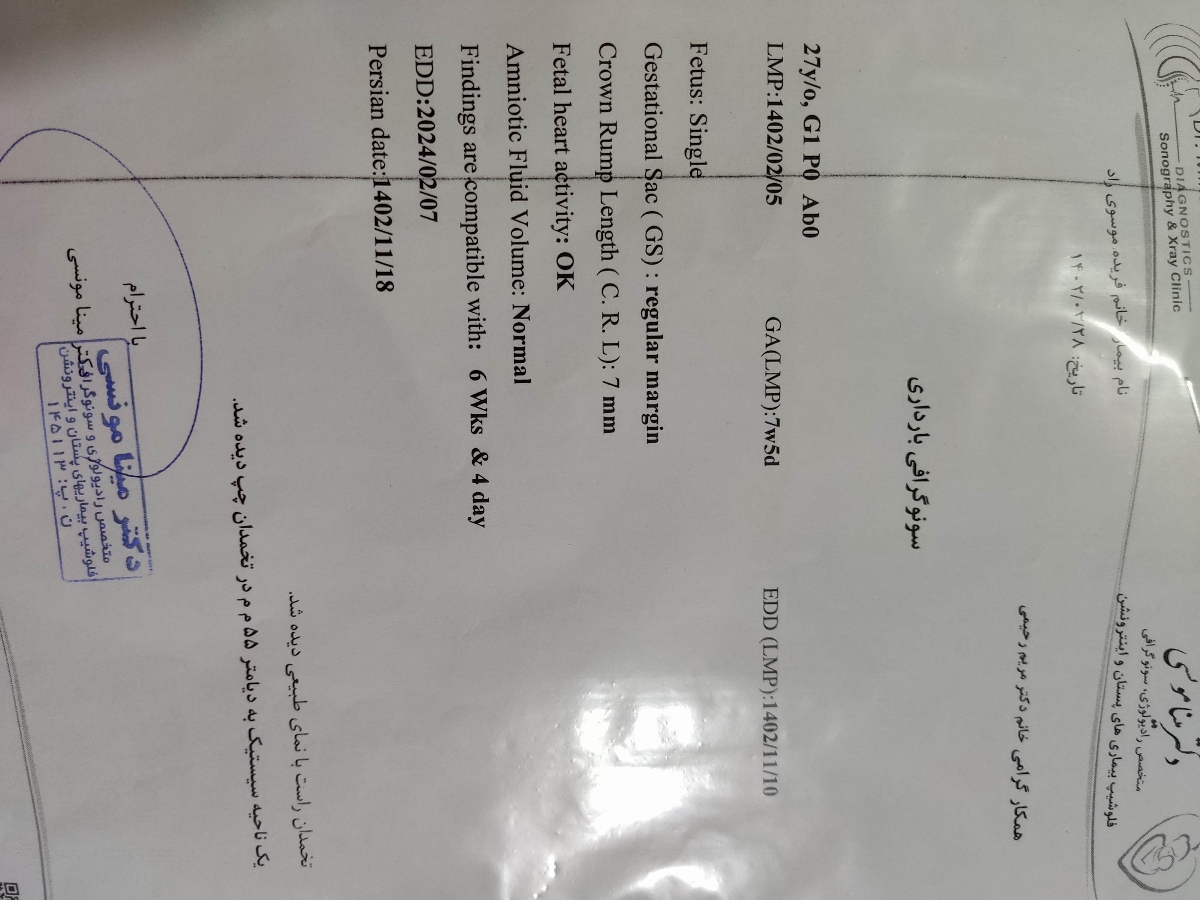 DIAGNOSTICS
Sonography & Xray Clinic
متخصص رادیولوژی، سونوگرافی
فلوشیپ بیماری های پستان و اینترونشن
نام بیمار: خانم فریده موسوی راد
تاریخ: ۱۴۰۲/۰۳/۲۸
همکار گرامی خانم دکتر مریم رحیمی
سونوگرافی بارداری
27y/o, G1 P0 Ab0
LMP:1402/02/05 GA(LMP):7w5d EDD (LMP):1402/11/10
Fetus: Single
Gestational Sac ( GS) : regular margin
Crown Rump Length ( C. R. L): 7 mm
Fetal heart activity: OK
Amniotic Fluid Volume: Normal
Findings are compatible with: 6 Wks & 4 day
EDD:2024/02/07
Persian date:1402/11/18
تخمدان راست با نمای طبیعی دیده شد.
یک ناحیه سیستیک به دیامتر ۵۵ م م در تخمدان چپ دیده شد.
با احترام
دکتر مینا مونسی
دکتر مینا مونسی
متخصص رادیولوژی و سونوگرافی
فلوشیپ بیماریهای پستان و اینترونشن
ن . پ: ۱۴۵۱۱۳